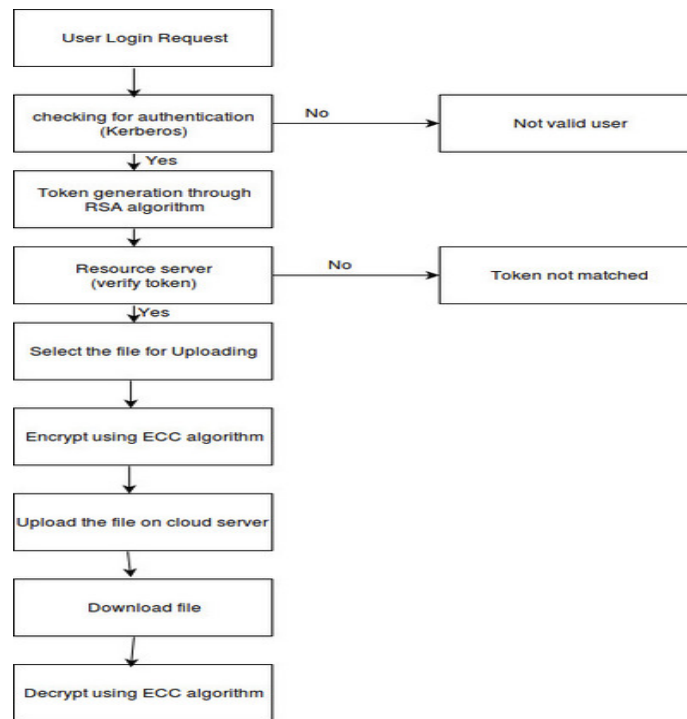 User Login Request
checking for authentication
(Kerberos)
No
Not valid user
Yes
Token generation through
RSA algorithm
Resource server
(verify token)
No
Token not matched
Yes
Select the file for Uploading
Encrypt using ECC algorithm
Upload the file on cloud server
Download file
Decrypt using ECC algorithm